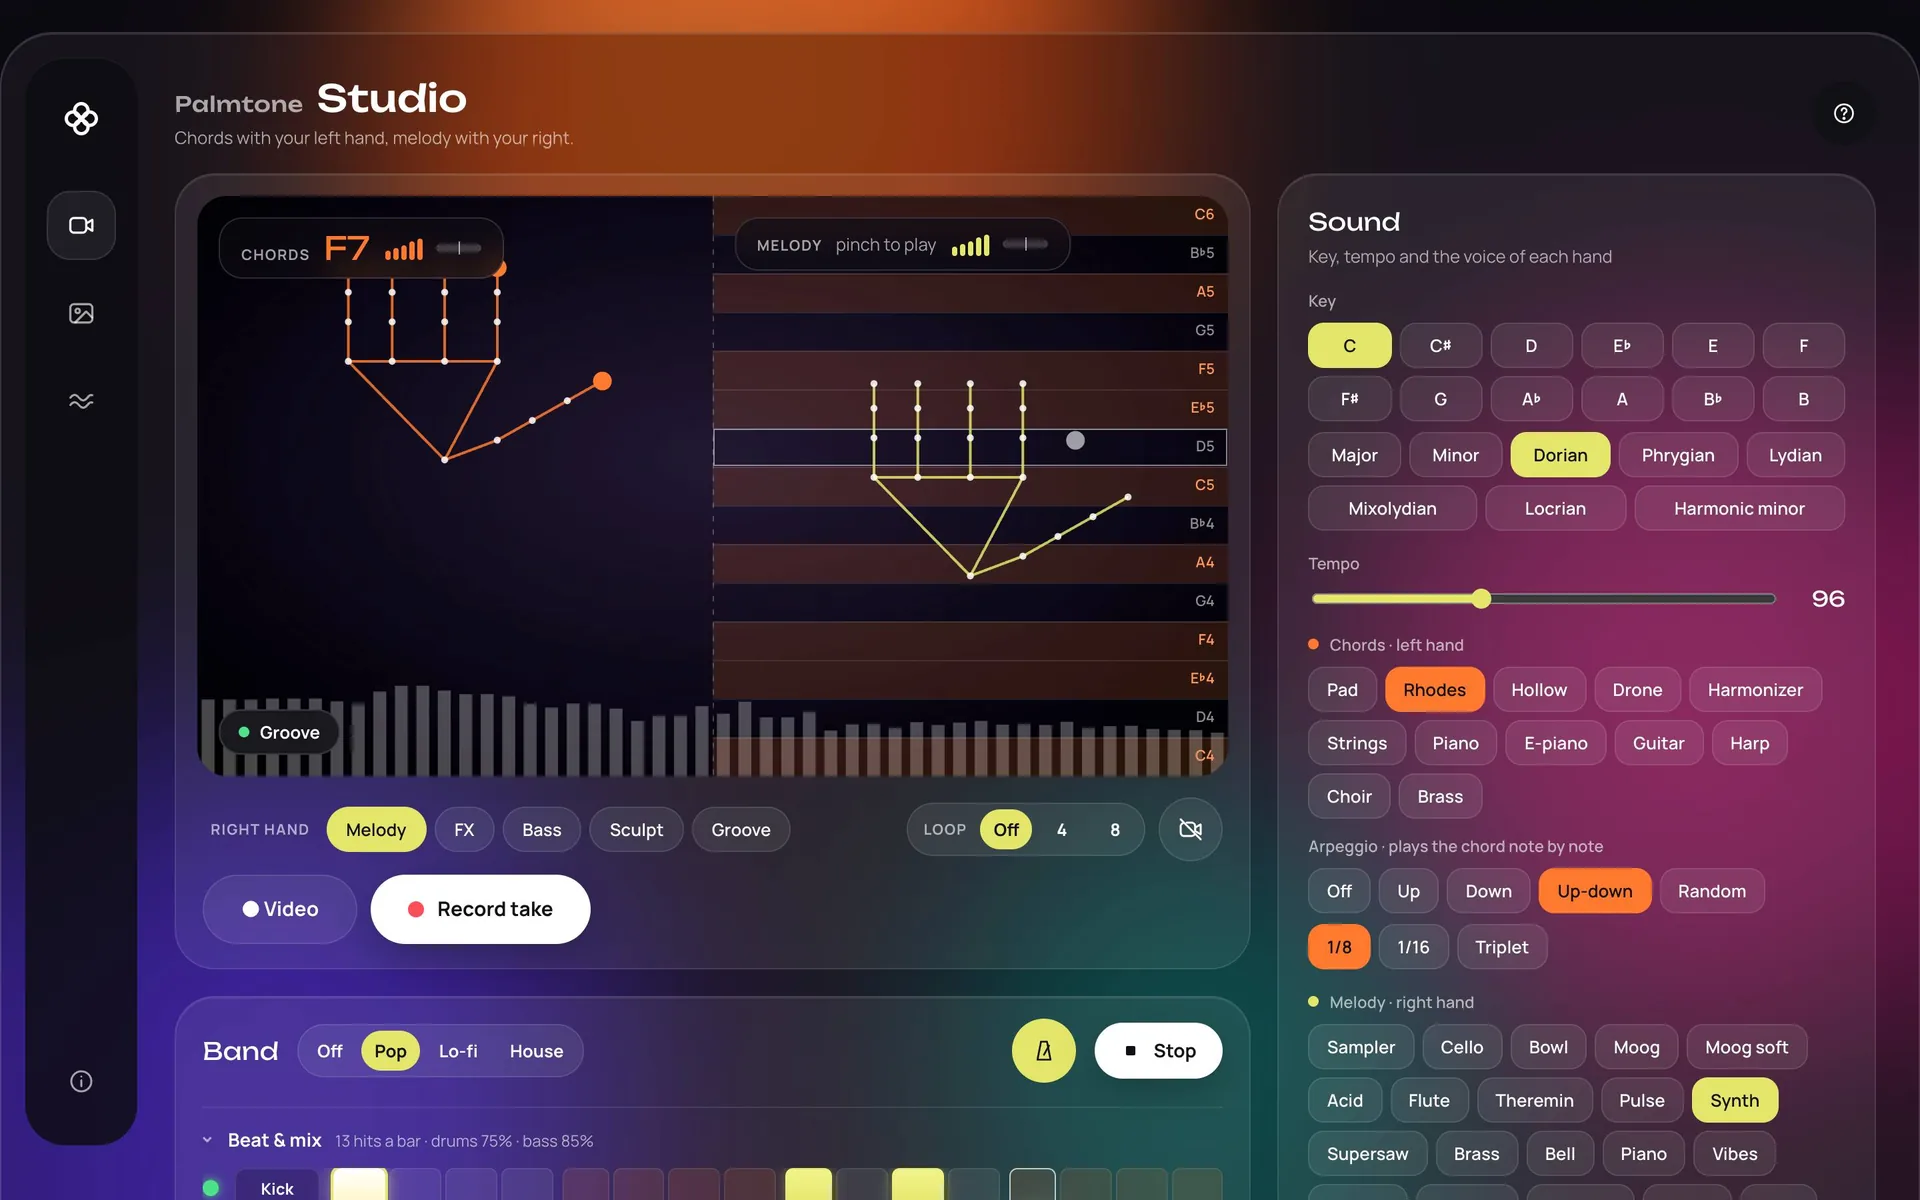 Palmtone Studio
Chords with your left hand, melody with your right.
CHORDS F7
MELODY pinch to play
C6
B♭5
A5
G5
F5
E♭5
D5
C5
B♭4
A4
G4
F4
E♭4
D4
C4
Groove
RIGHT HAND Melody FX Bass Sculpt Groove
LOOP Off 4 8
Video
Record take
Band Off Pop Lo-fi House
Stop
Beat & mix 13 hits a bar · drums 75% · bass 85%
Kick
Sound
Key, tempo and the voice of each hand
Key
C C# D E♭ E F
F# G A♭ A B♭ B
Major Minor Dorian Phrygian Lydian
Mixolydian Locrian Harmonic minor
Tempo
96
Chords · left hand
Pad Rhodes Hollow Drone Harmonizer
Strings Piano E-piano Guitar Harp
Choir Brass
Arpeggio · plays the chord note by note
Off Up Down Up-down Random
1/8 1/16 Triplet
Melody · right hand
Sampler Cello Bowl Moog Moog soft
Acid Flute Theremin Pulse Synth
Supersaw Brass Bell Piano Vibes